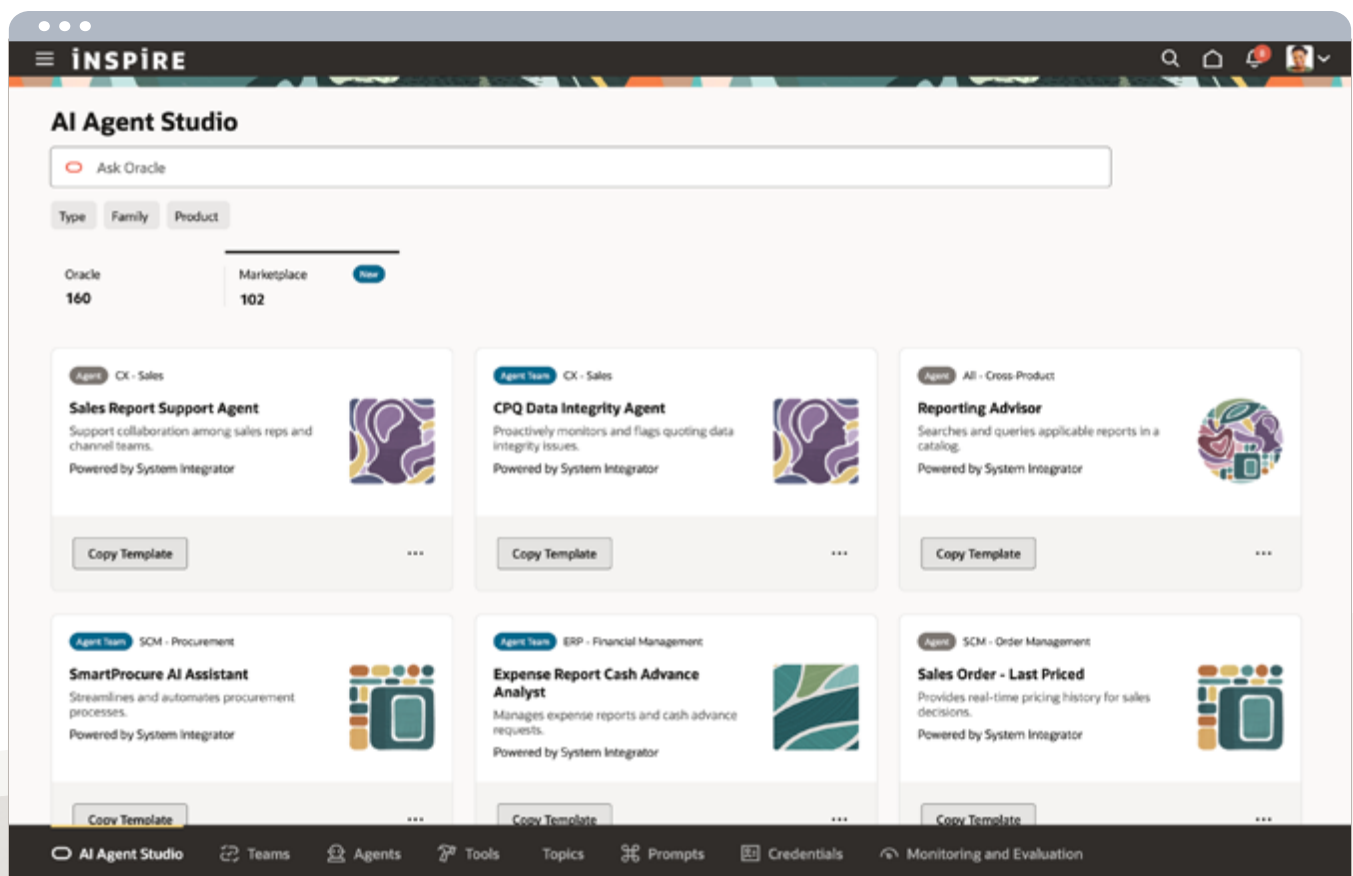 iNSPiRE
AI Agent Studio
Ask Oracle
Type Family Product
Oracle
160
Marketplace New
102
Agent CX - Sales
Sales Report Support Agent
Support collaboration among sales reps and
channel teams.
Powered by System Integrator
Copy Template
Agent Team CX - Sales
CPQ Data Integrity Agent
Proactively monitors and flags quoting data
integrity issues.
Powered by System Integrator
Copy Template
Agent All - Cross-Product
Reporting Advisor
Searches and queries applicable reports in a
catalog.
Powered by System Integrator
Copy Template
Agent Team SCM - Procurement
SmartProcure AI Assistant
Streamlines and automates procurement
processes.
Powered by System Integrator
Copy Template
Agent Team ERP - Financial Management
Expense Report Cash Advance
Analyst
Manages expense reports and cash advance
requests.
Powered by System Integrator
Copy Template
Agent SCM - Order Management
Sales Order - Last Priced
Provides real-time pricing history for sales
decisions.
Powered by System Integrator
Copy Template
AI Agent Studio Teams Agents Tools Topics Prompts Credentials Monitoring and Evaluation